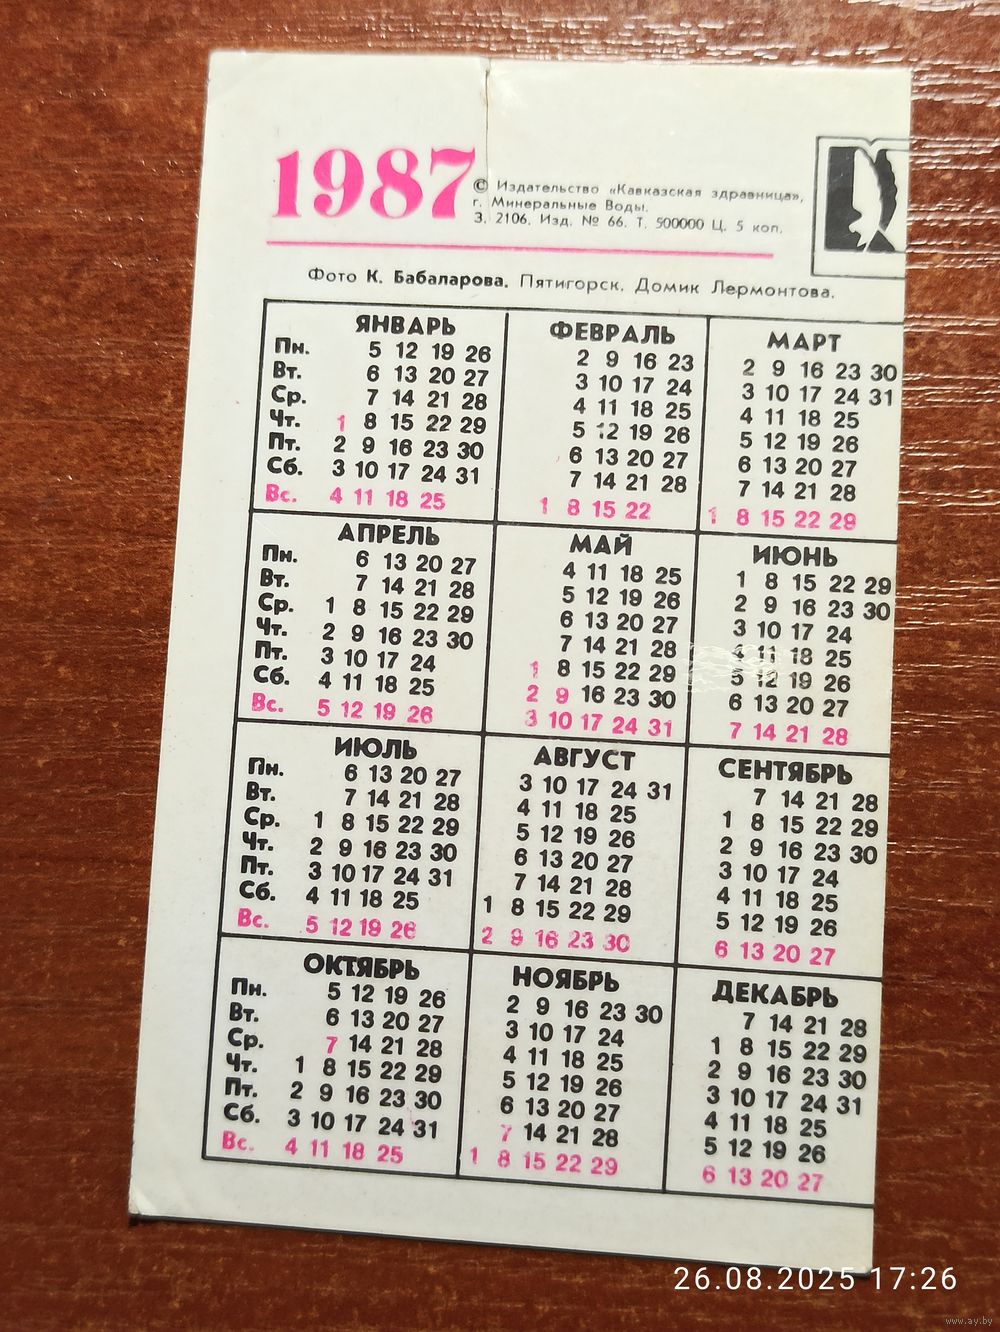 1987
© Издательство «Кавказская здравница»,
г. Минеральные Воды.
З. 2106. Изд. № 66. Т. 500000 Ц. 5 коп.
Фото К. Бабаларова. Пятигорск. Домик Лермонтова.
ЯНВАРЬ
Пн. 5 12 19 26
Вт. 6 13 20 27
Ср. 7 14 21 28
Чт. 1 8 15 22 29
Пт. 2 9 16 23 30
Сб. 3 10 17 24 31
Вс. 4 11 18 25
ФЕВРАЛЬ
2 9 16 23
3 10 17 24
4 11 18 25
5 12 19 26
6 13 20 27
7 14 21 28
1 8 15 22
МАРТ
2 9 16 23 30
3 10 17 24 31
4 11 18 25
5 12 19 26
6 13 20 27
7 14 21 28
1 8 15 22 29
АПРЕЛЬ
Пн. 6 13 20 27
Вт. 7 14 21 28
Ср. 1 8 15 22 29
Чт. 2 9 16 23 30
Пт. 3 10 17 24
Сб. 4 11 18 25
Вс. 5 12 19 26
МАЙ
4 11 18 25
5 12 19 26
6 13 20 27
7 14 21 28
1 8 15 22 29
2 9 16 23 30
3 10 17 24 31
ИЮНЬ
1 8 15 22 29
2 9 16 23 30
3 10 17 24
4 11 18 25
5 12 19 26
6 13 20 27
7 14 21 28
ИЮЛЬ
Пн. 6 13 20 27
Вт. 7 14 21 28
Ср. 1 8 15 22 29
Чт. 2 9 16 23 30
Пт. 3 10 17 24 31
Сб. 4 11 18 25
Вс. 5 12 19 26
АВГУСТ
3 10 17 24 31
4 11 18 25
5 12 19 26
6 13 20 27
7 14 21 28
1 8 15 22 29
2 9 16 23 30
СЕНТЯБРЬ
7 14 21 28
1 8 15 22 29
2 9 16 23 30
3 10 17 24
4 11 18 25
5 12 19 26
6 13 20 27
ОКТЯБРЬ
Пн. 5 12 19 26
Вт. 6 13 20 27
Ср. 7 14 21 28
Чт. 1 8 15 22 29
Пт. 2 9 16 23 30
Сб. 3 10 17 24 31
Вс. 4 11 18 25
НОЯБРЬ
2 9 16 23 30
3 10 17 24
4 11 18 25
5 12 19 26
6 13 20 27
7 14 21 28
1 8 15 22 29
ДЕКАБРЬ
7 14 21 28
1 8 15 22 29
2 9 16 23 30
3 10 17 24 31
4 11 18 25
5 12 19 26
6 13 20 27
26.08.2025 17:26
www.ay.by